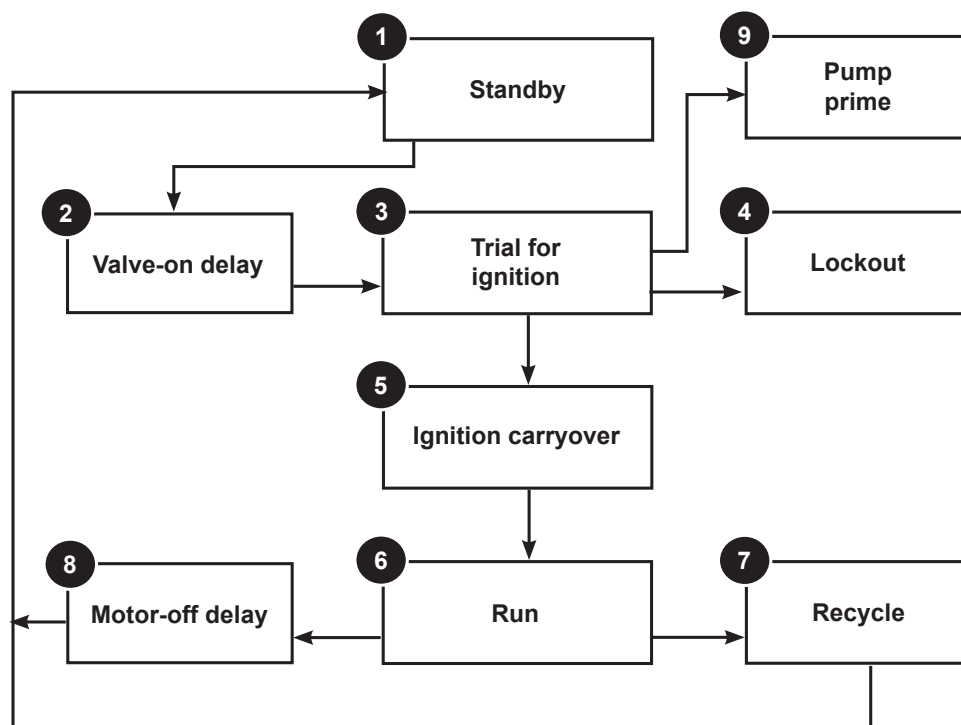 1
Standby
9
Pump
prime
2
Valve-on delay
3
Trial for
ignition
4
Lockout
5
Ignition carryover
8
Motor-off delay
6
Run
7
Recycle